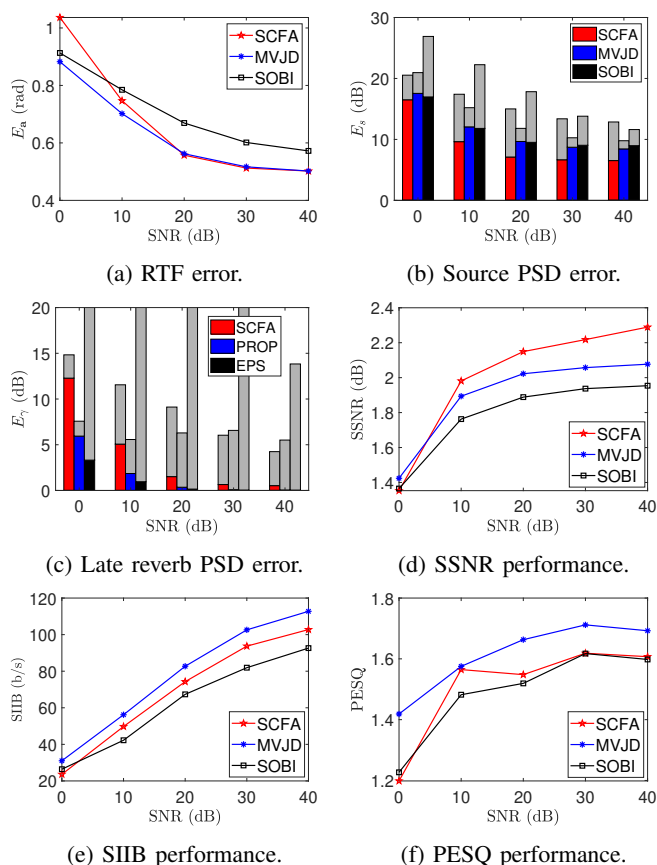 1
0.8
0.6
0.4
E_a (rad)
0 10 20 30 40
SNR (dB)
SCFA
MVJD
SOBI
(a) RTF error.
30
20
10
0
E_s (dB)
0 10 20 30 40
SNR (dB)
SCFA
MVJD
SOBI
(b) Source PSD error.
20
15
10
5
0
E_γ (dB)
0 10 20 30 40
SNR (dB)
SCFA
PROP
EPS
(c) Late reverb PSD error.
2.4
2.2
2
1.8
1.6
1.4
SSNR (dB)
0 10 20 30 40
SNR (dB)
SCFA
MVJD
SOBI
(d) SSNR performance.
120
100
80
60
40
20
SIIB (b/s)
0 10 20 30 40
SNR (dB)
SCFA
MVJD
SOBI
(e) SIIB performance.
1.8
1.6
1.4
1.2
PESQ
0 10 20 30 40
SNR (dB)
SCFA
MVJD
SOBI
(f) PESQ performance.